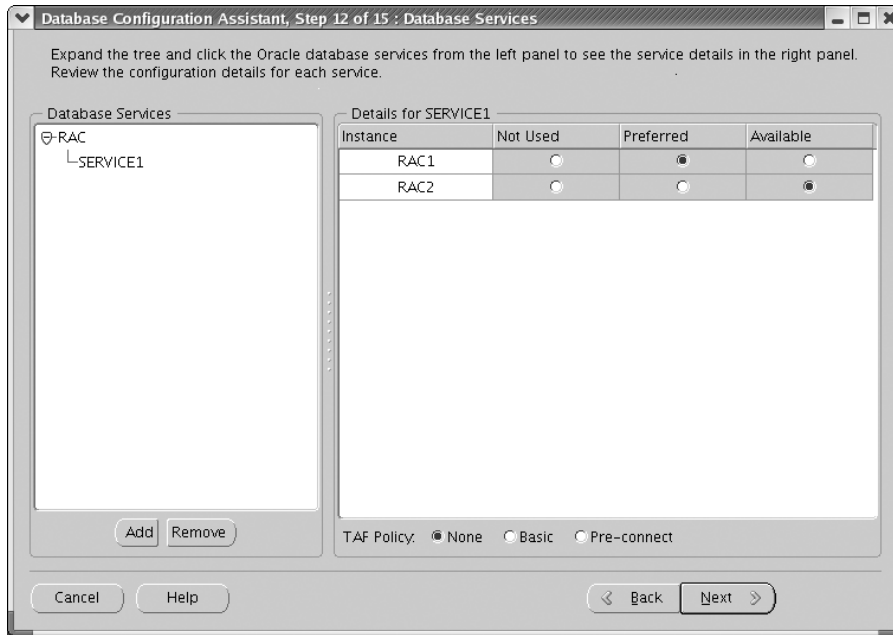 Database Configuration Assistant, Step 12 of 15 : Database Services
Expand the tree and click the Oracle database services from the left panel to see the service details in the right panel.
Review the configuration details for each service.
Database Services
RAC
SERVICE1
Add Remove
Details for SERVICE1
Instance Not Used Preferred Available
RAC1
RAC2
TAF Policy: None Basic Pre-connect
Cancel Help Back Next